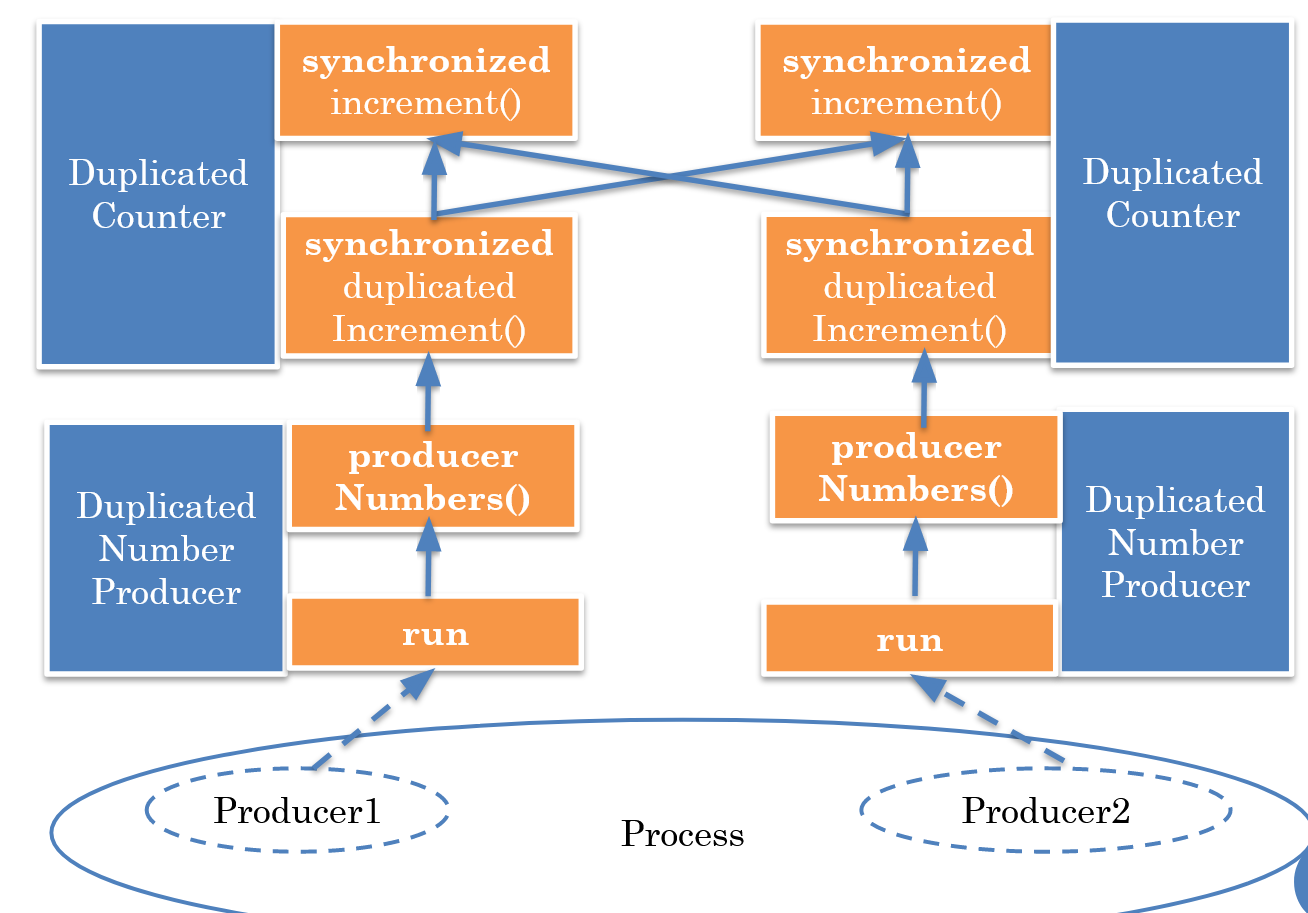 Duplicated
Counter
synchronized
increment()
synchronized
increment()
Duplicated
Counter
synchronized
duplicated
Increment()
synchronized
duplicated
Increment()
Duplicated
Number
Producer
producer
Numbers()
producer
Numbers()
Duplicated
Number
Producer
run
run
Producer1
Process
Producer2